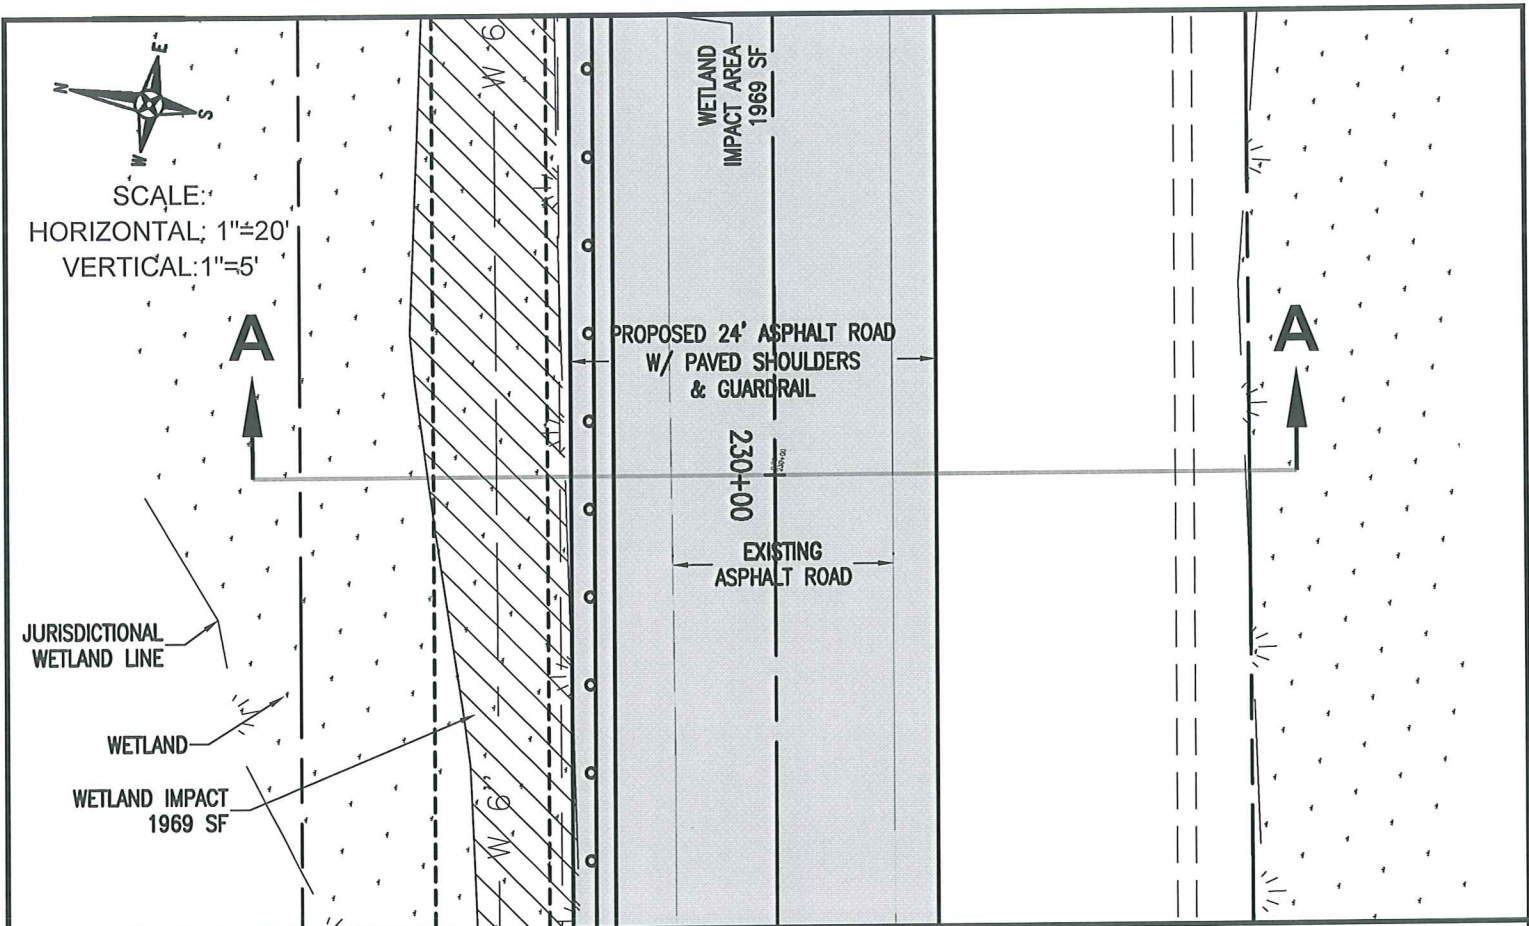 N
E
S
W
SCALE:
HORIZONTAL: 1"=20'
VERTICAL:1"=5'
W 6
WETLAND
IMPACT AREA
1969 SF
A
A
PROPOSED 24' ASPHALT ROAD
W/ PAVED SHOULDERS
& GUARDRAIL
230+00
EXISTING
ASPHALT ROAD
JURISDICTIONAL
WETLAND LINE
WETLAND
WETLAND IMPACT
1969 SF
W 6"